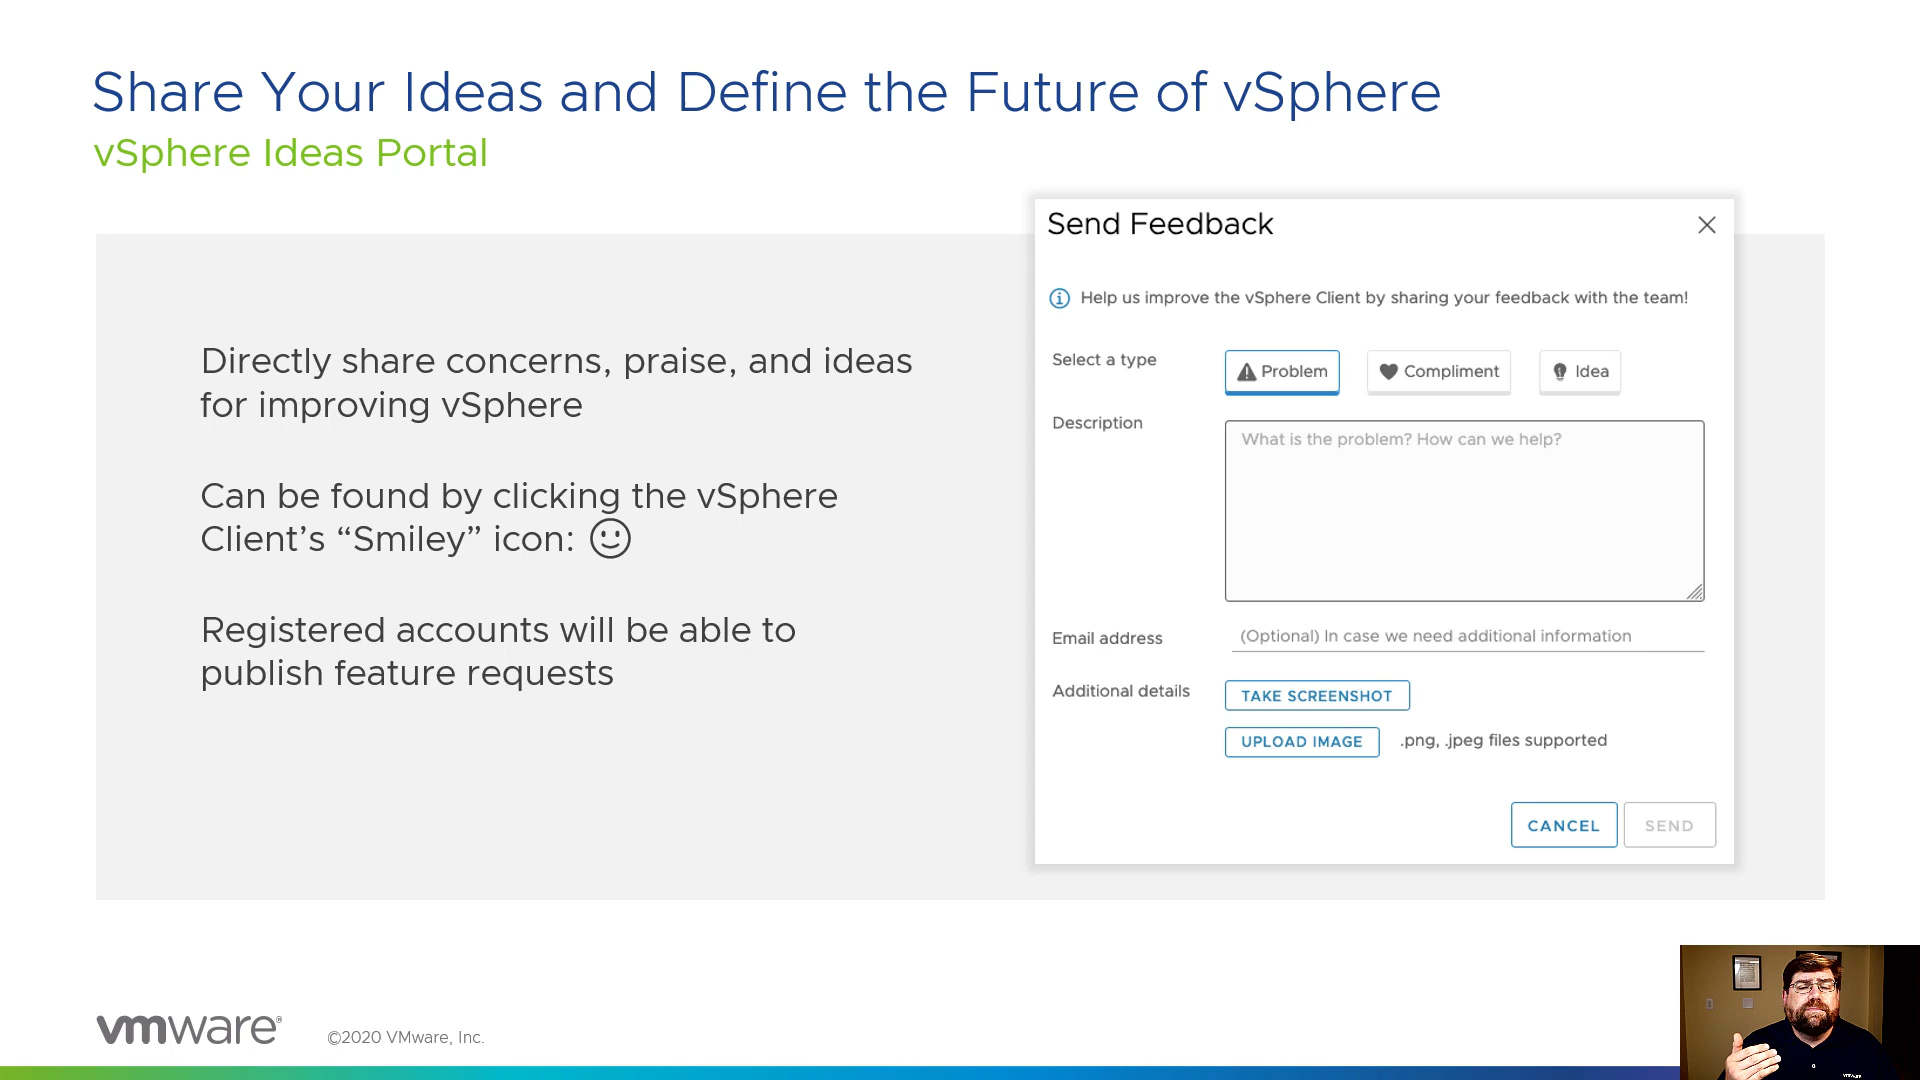 Share Your Ideas and Define the Future of vSphere
vSphere Ideas Portal
Directly share concerns, praise, and ideas
for improving vSphere
Can be found by clicking the vSphere
Client’s “Smiley” icon:
Registered accounts will be able to
publish feature requests
Send Feedback
Help us improve the vSphere Client by sharing your feedback with the team!
Select a type
Problem
Compliment
Idea
Description
What is the problem? How can we help?
Email address
(Optional) In case we need additional information
Additional details
TAKE SCREENSHOT
UPLOAD IMAGE
.png, .jpeg files supported
CANCEL
SEND
vmware®
©2020 VMware, Inc.